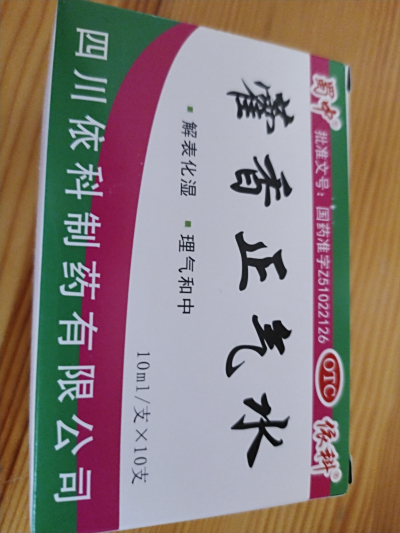 蜀中
批准文号：国药准字Z51022126
OTC
依科
藿香正气水
·解表化湿 ·理气和中
10ml/支×10支
四川依科制药有限公司